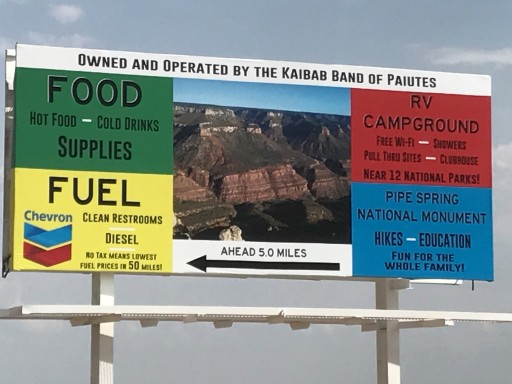 OWNED AND OPERATED BY THE KAIBAB BAND OF PAIUTES
FOOD
HOT FOOD - COLD DRINKS
SUPPLIES
FUEL
Chevron
CLEAN RESTROOMS
DIESEL
NO TAX MEANS LOWEST
FUEL PRICES IN 50 MILES!
AHEAD 5.0 MILES
RV
CAMPGROUND
FREE WI-FI - SHOWERS
PULL THRU SITES - CLUBHOUSE
NEAR 12 NATIONAL PARKS!
PIPE SPRING
NATIONAL MONUMENT
HIKES - EDUCATION
FUN FOR THE
WHOLE FAMILY!